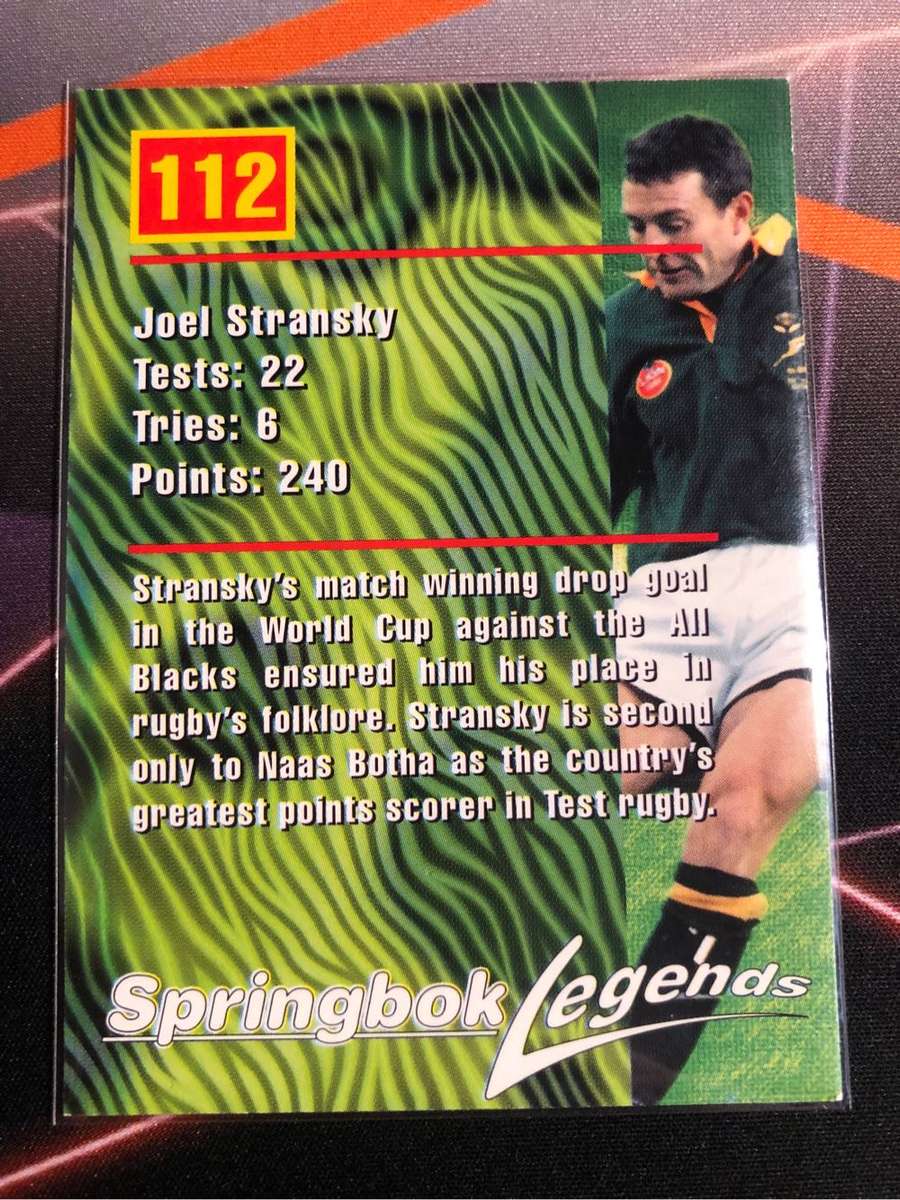 112
Joel Stransky
Tests: 22
Tries: 6
Points: 240
Stransky's match winning drop goal
in the World Cup against the All
Blacks ensured him his place in
rugby's folklore. Stransky is second
only to Naas Botha as the country's
greatest points scorer in Test rugby.
Springbok Legends